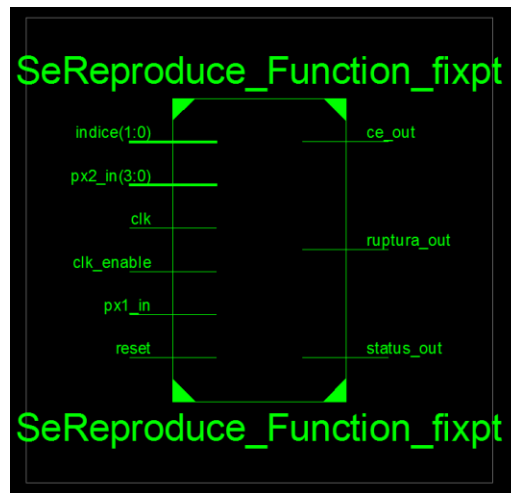 SeReproduce_Function_fixpt
indice(1:0)
ce_out
px2_in(3:0)
clk
ruptura_out
clk_enable
px1_in
reset
status_out
SeReproduce_Function_fixpt